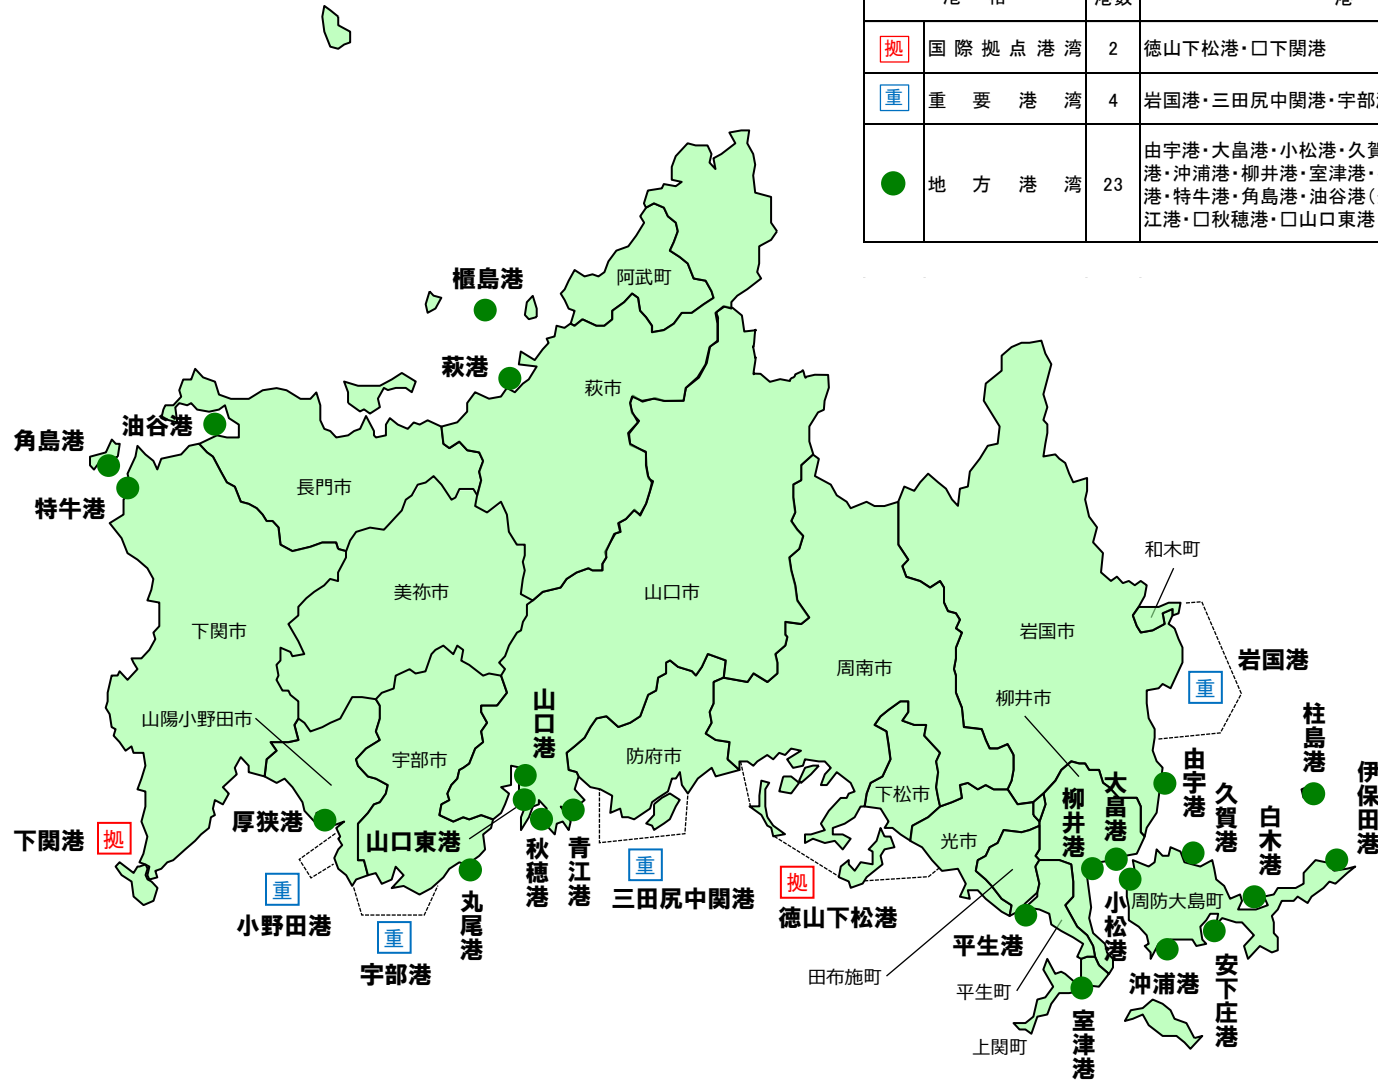 拠 国際拠点港湾 2 徳山下松港・□下関港
重 重要港湾 4 岩国港・三田尻中関港・宇部
地方港湾 23
由宇港・大畠港・小松港・久賀
港・沖浦港・柳井港・室津港・
港・特牛港・角島港・油谷港(
江港・□秋穂港・□山口東港
阿武町
櫃島港
萩港
萩市
油谷港
角島港
長門市
特牛港
和木町
美祢市
山口市
下関市
岩国市
岩国港
周南市
重
山口港
柳井市
山陽小野田市
柱島港
防府市
宇部市
由宇港
伊保田港
大畠港
下松市
久賀港
柳井港
白木港
厚狭港
下関港
拠
山口東港
光市
秋穂港
青江港
重
三田尻中関港
拠
徳山下松港
重
小野田港
丸尾港
小松港
周防大島町
重
宇部港
平生港
安下庄港
田布施町
沖浦港
平生町
室津港
上関町